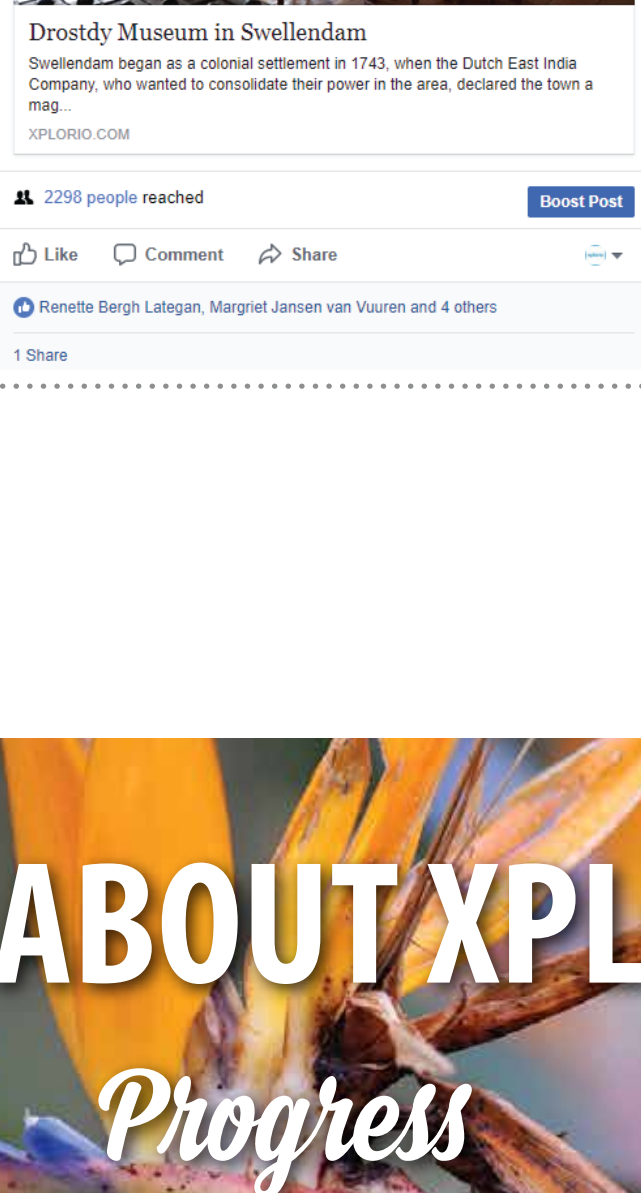 Drostdy Museum in Swellendam
Swellendam began as a colonial settlement in 1743, when the Dutch East India
Company, who wanted to consolidate their power in the area, declared the town a
mag...
XPLORIO.COM
2298 people reached
Boost Post
Like Comment Share
Renette Bergh Lategan, Margriet Jansen van Vuuren and 4 others
1 Share
ABOUT XPL
Progress